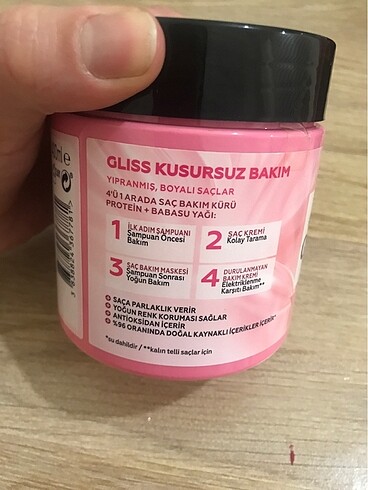 GLISS KUSURSUZ BAKIM
YIPRANMIŞ, BOYALI SAÇLAR
4'Ü 1 ARADA SAÇ BAKIM KÜRÜ
PROTEIN + BABASU YAĞI:
1 İLK ADIM ŞAMPUANI
Şampuan Öncesi
Bakım
2 SAÇ KREMİ
Kolay Tarama
3 SAÇ BAKIM MASKESİ
Şampuan Sonrası
Yoğun Bakım
4 DURULANMAYAN
BAKIM KREMİ
Elektriklenme
Karşıtı Bakım**
SAÇA PARLAKLIK VERİR
YOĞUN RENK KORUMASI SAĞLAR
ANTİOKSİDAN İÇERİR
%96 ORANINDA DOĞAL KAYNAKLI İÇERİKLER İÇERİR*
*su dahildir / **kalın telli saçlar için